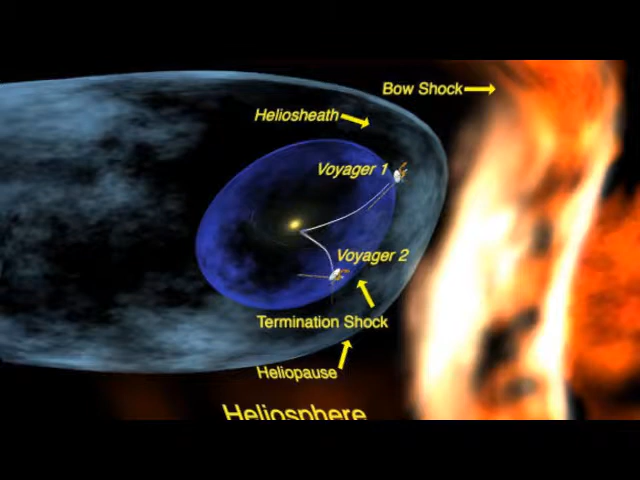 Bow Shock
Heliosheath
Voyager 1
Voyager 2
Termination Shock
Heliopause
Heliosphere